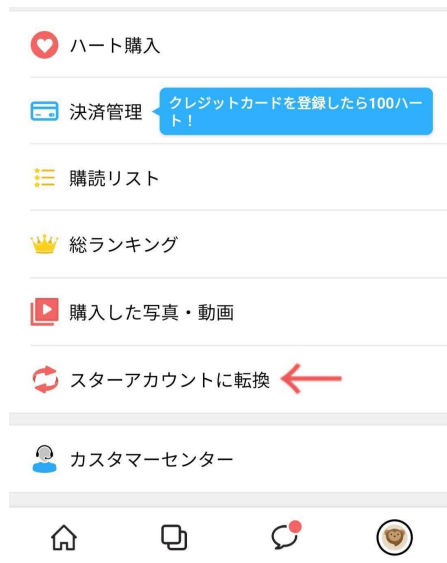 ハート購入
決済管理
クレジットカードを登録したら100ハー
ト！
購読リスト
総ランキング
購入した写真・動画
スターアカウントに転換
カスタマーセンター